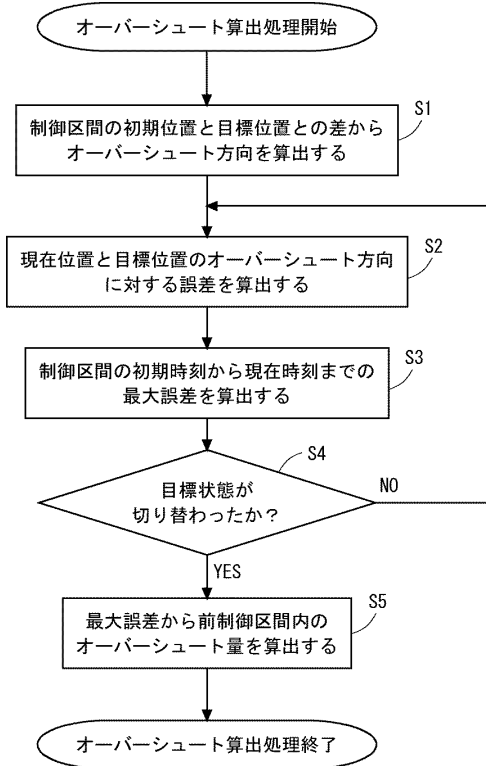 オーバーシュート算出処理開始
S1
制御区間の初期位置と目標位置との差から
オーバーシュート方向を算出する
S2
現在位置と目標位置のオーバーシュート方向
に対する誤差を算出する
S3
制御区間の初期時刻から現在時刻までの
最大誤差を算出する
S4
目標状態が
切り替わったか？
NO
YES
S5
最大誤差から前制御区間内の
オーバーシュート量を算出する
オーバーシュート算出処理終了